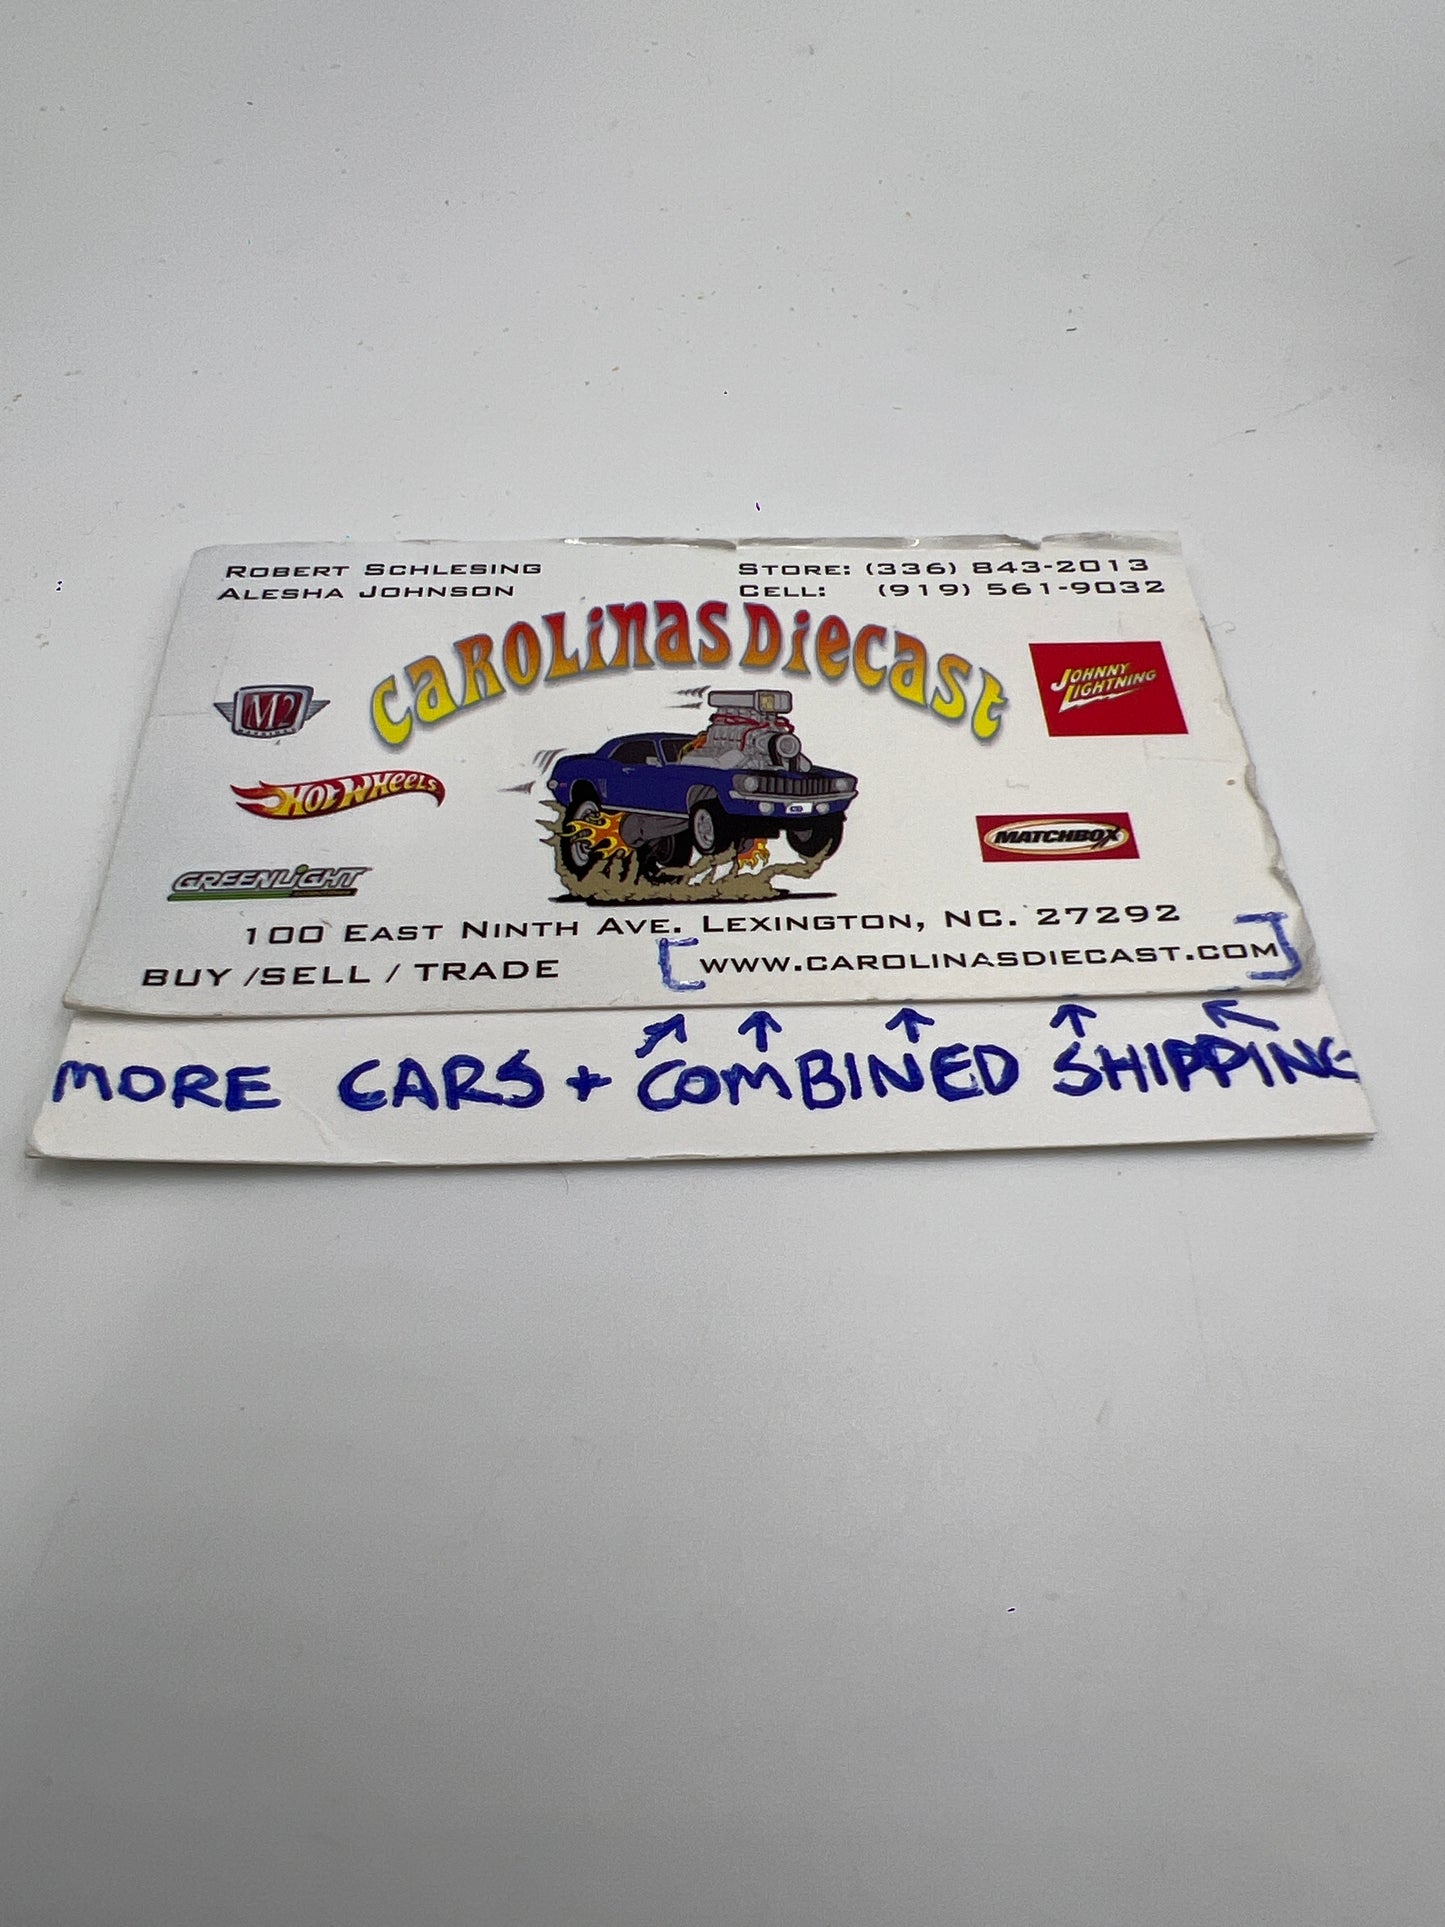 ROBERT SCHLESING
ALESHA JOHNSON
STORE: (336) 843-2013
CELL: (919) 561-9032
CAROLINAS DIECAST
M2
JOHNNY LIGHTNING
HOT WHEELS
MATCHBOX
GREENLIGHT
100 EAST NINTH AVE. LEXINGTON, NC. 27292
BUY /SELL / TRADE
[WWW.CAROLINASDIECAST.COM]
MORE CARS + COMBINED SHIPPING